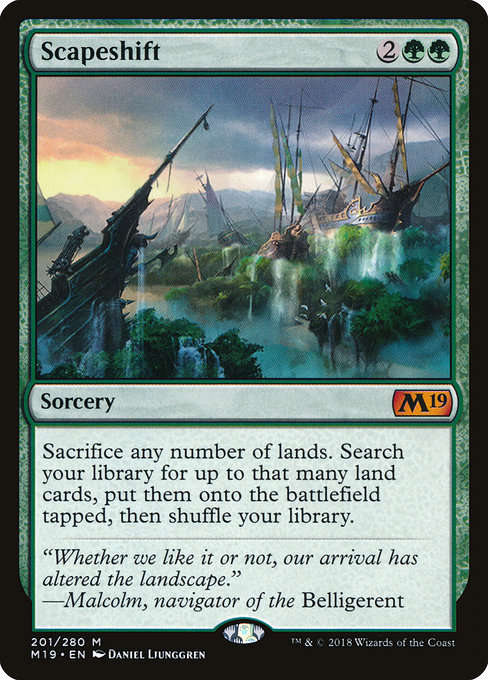 Scapeshift 2
Sorcery M19
Sacrifice any number of lands. Search
your library for up to that many land
cards, put them onto the battlefield
tapped, then shuffle your library.
“Whether we like it or not, our arrival has
altered the landscape.”
—Malcolm, navigator of the Belligerent
201/280 M
M19 • EN Daniel Ljunggren
™ & © 2018 Wizards of the Coast